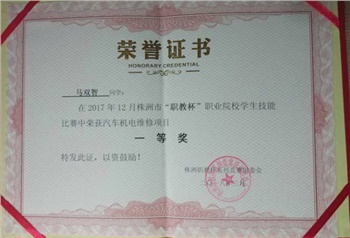 荣誉证书
HONORARY CREDENTIAL
马双智 同学:
在2017年12月株洲市“职教杯”职业院校学生技能
比赛中荣获汽车机电维修项目
一等奖
特发此证，以资鼓励！